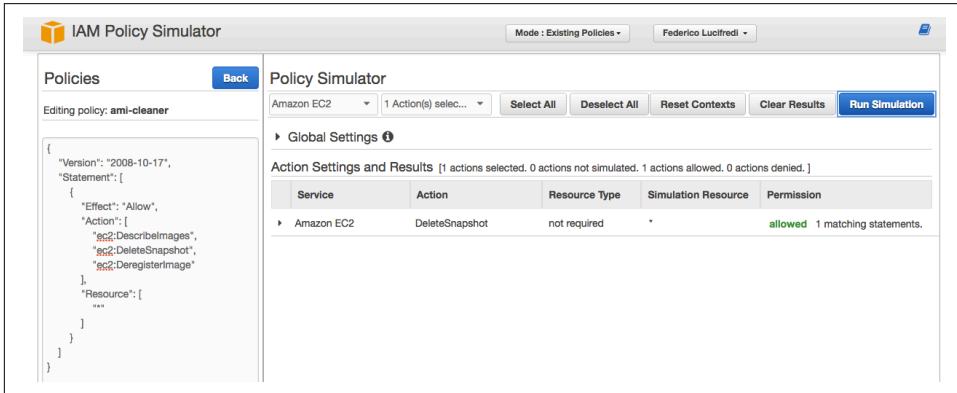 IAM Policy Simulator
Mode : Existing Policies
Federico Lucifredi
Policies
Back
Editing policy: ami-cleaner
{
"Version": "2008-10-17",
"Statement": [
{
"Effect": "Allow",
"Action": [
"ec2:DescribeImages",
"ec2:DeleteSnapshot",
"ec2:DeregisterImage"
],
"Resource": [
"*"
]
}
]
}
Policy Simulator
Amazon EC2
1 Action(s) selec...
Select All
Deselect All
Reset Contexts
Clear Results
Run Simulation
Global Settings
Action Settings and Results [1 actions selected. 0 actions not simulated. 1 actions allowed. 0 actions denied. ]
Service Action Resource Type Simulation Resource Permission
Amazon EC2 DeleteSnapshot not required * allowed 1 matching statements.